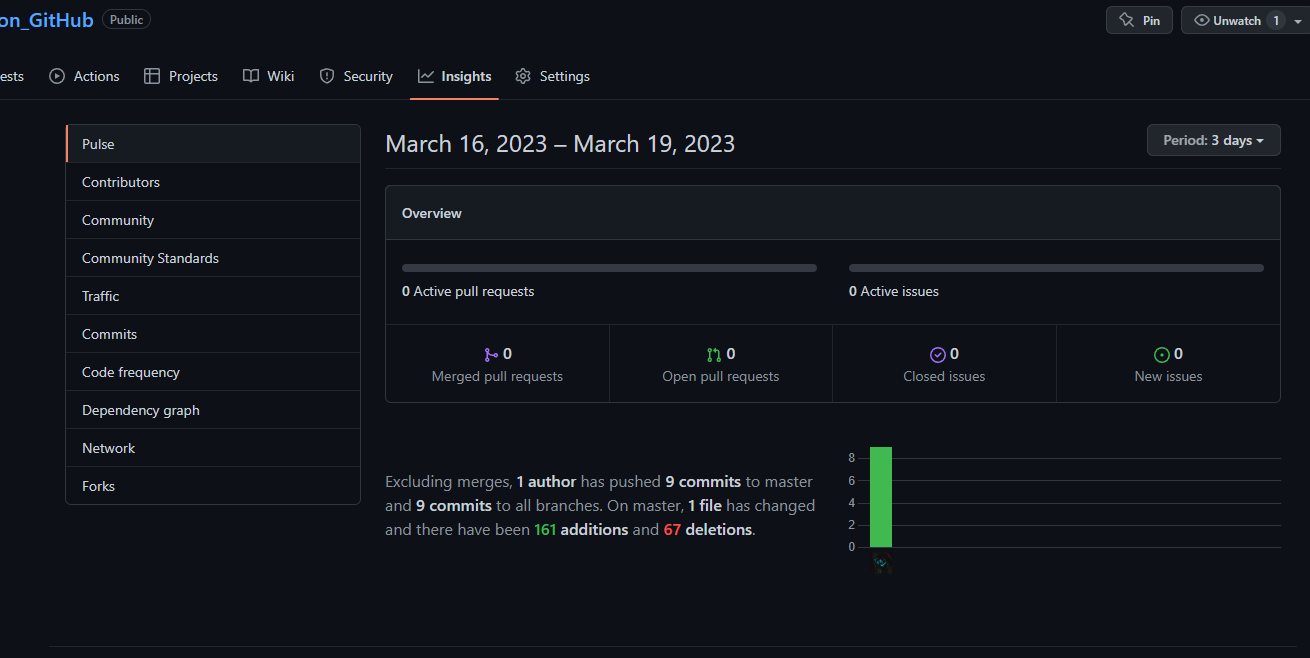 on_GitHub Public
Pin
Unwatch 1
ests Actions Projects Wiki Security Insights Settings
Pulse
Contributors
Community
Community Standards
Traffic
Commits
Code frequency
Dependency graph
Network
Forks
March 16, 2023 – March 19, 2023
Period: 3 days
Overview
0 Active pull requests
0 Active issues
0
Merged pull requests
0
Open pull requests
0
Closed issues
0
New issues
Excluding merges, 1 author has pushed 9 commits to master
and 9 commits to all branches. On master, 1 file has changed
and there have been 161 additions and 67 deletions.
8
6
4
2
0